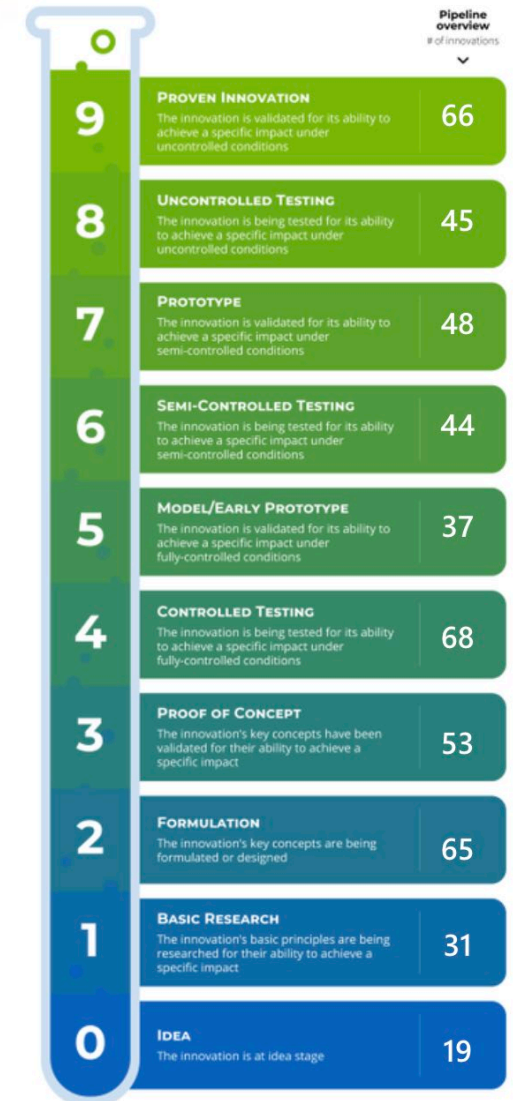 Pipeline
overview
# of innovations
9
PROVEN INNOVATION
The innovation is validated for its ability to
achieve a specific impact under
uncontrolled conditions
66
8
UNCONTROLLED TESTING
The innovation is being tested for its ability
to achieve a specific impact under
uncontrolled conditions
45
7
PROTOTYPE
The innovation is validated for its ability to
achieve a specific impact under
semi-controlled conditions
48
6
SEMI-CONTROLLED TESTING
The innovation is being tested for its ability
to achieve a specific impact under
semi-controlled conditions
44
5
MODEL/EARLY PROTOTYPE
The innovation is validated for its ability to
achieve a specific impact under
fully-controlled conditions
37
4
CONTROLLED TESTING
The innovation is being tested for its ability
to achieve a specific impact under
fully-controlled conditions
68
3
PROOF OF CONCEPT
The innovation's key concepts have been
validated for their ability to achieve a
specific impact
53
2
FORMULATION
The innovation's key concepts are being
formulated or designed
65
1
BASIC RESEARCH
The innovation's basic principles are being
researched for their ability to achieve a
specific impact
31
0
IDEA
The innovation is at idea stage
19